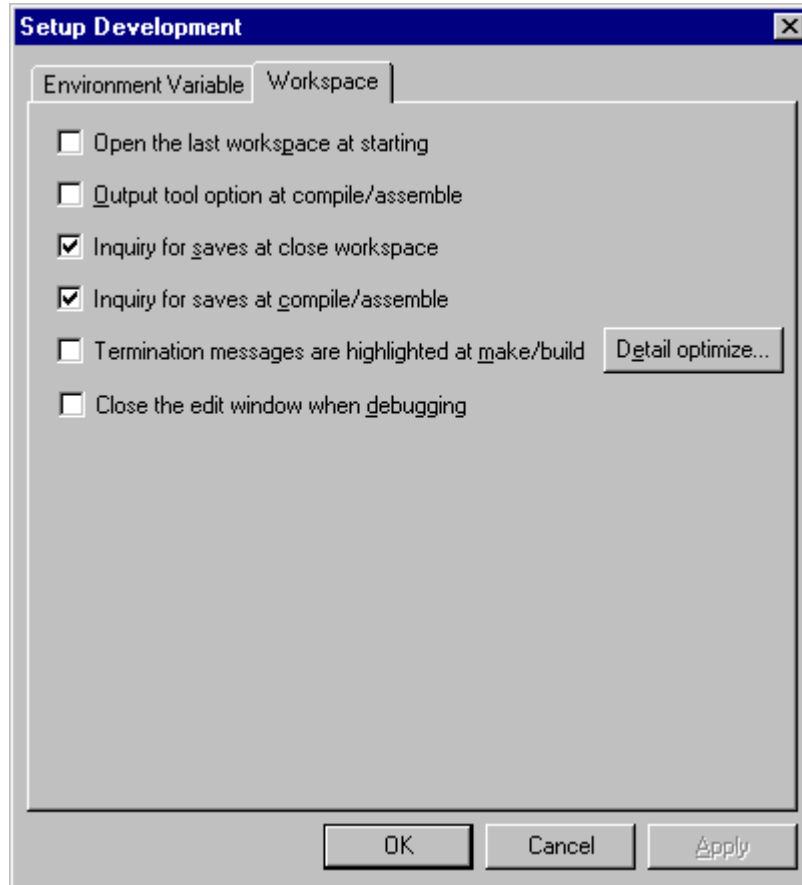 Setup Development
Environment Variable Workspace
Open the last workspace at starting
Output tool option at compile/assemble
Inquiry for saves at close workspace
Inquiry for saves at compile/assemble
Termination messages are highlighted at make/build Detail optimize...
Close the edit window when debugging
OK Cancel Apply